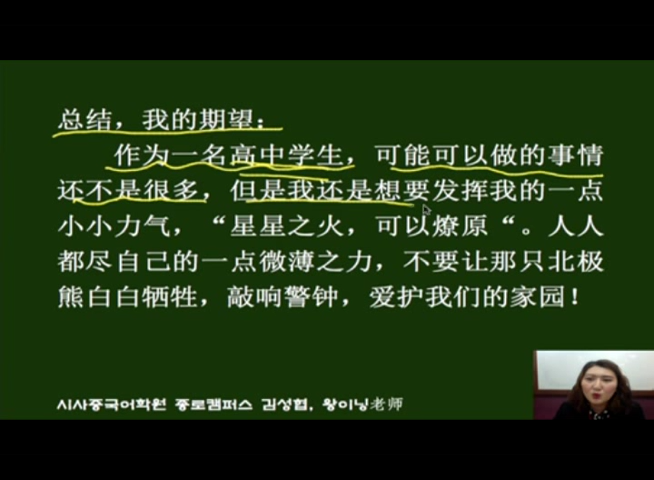 总结，我的期望：
作为一名高中学生，可能可以做的事情
还不是很多，但是我还是想要发挥我的一点
小小力气，“星星之火，可以燎原“。人人
都尽自己的一点微薄之力，不要让那只北极
熊白白牺牲，敲响警钟，爱护我们的家园！
시사중국어학원 종로캠퍼스 김성협, 왕이닝老师